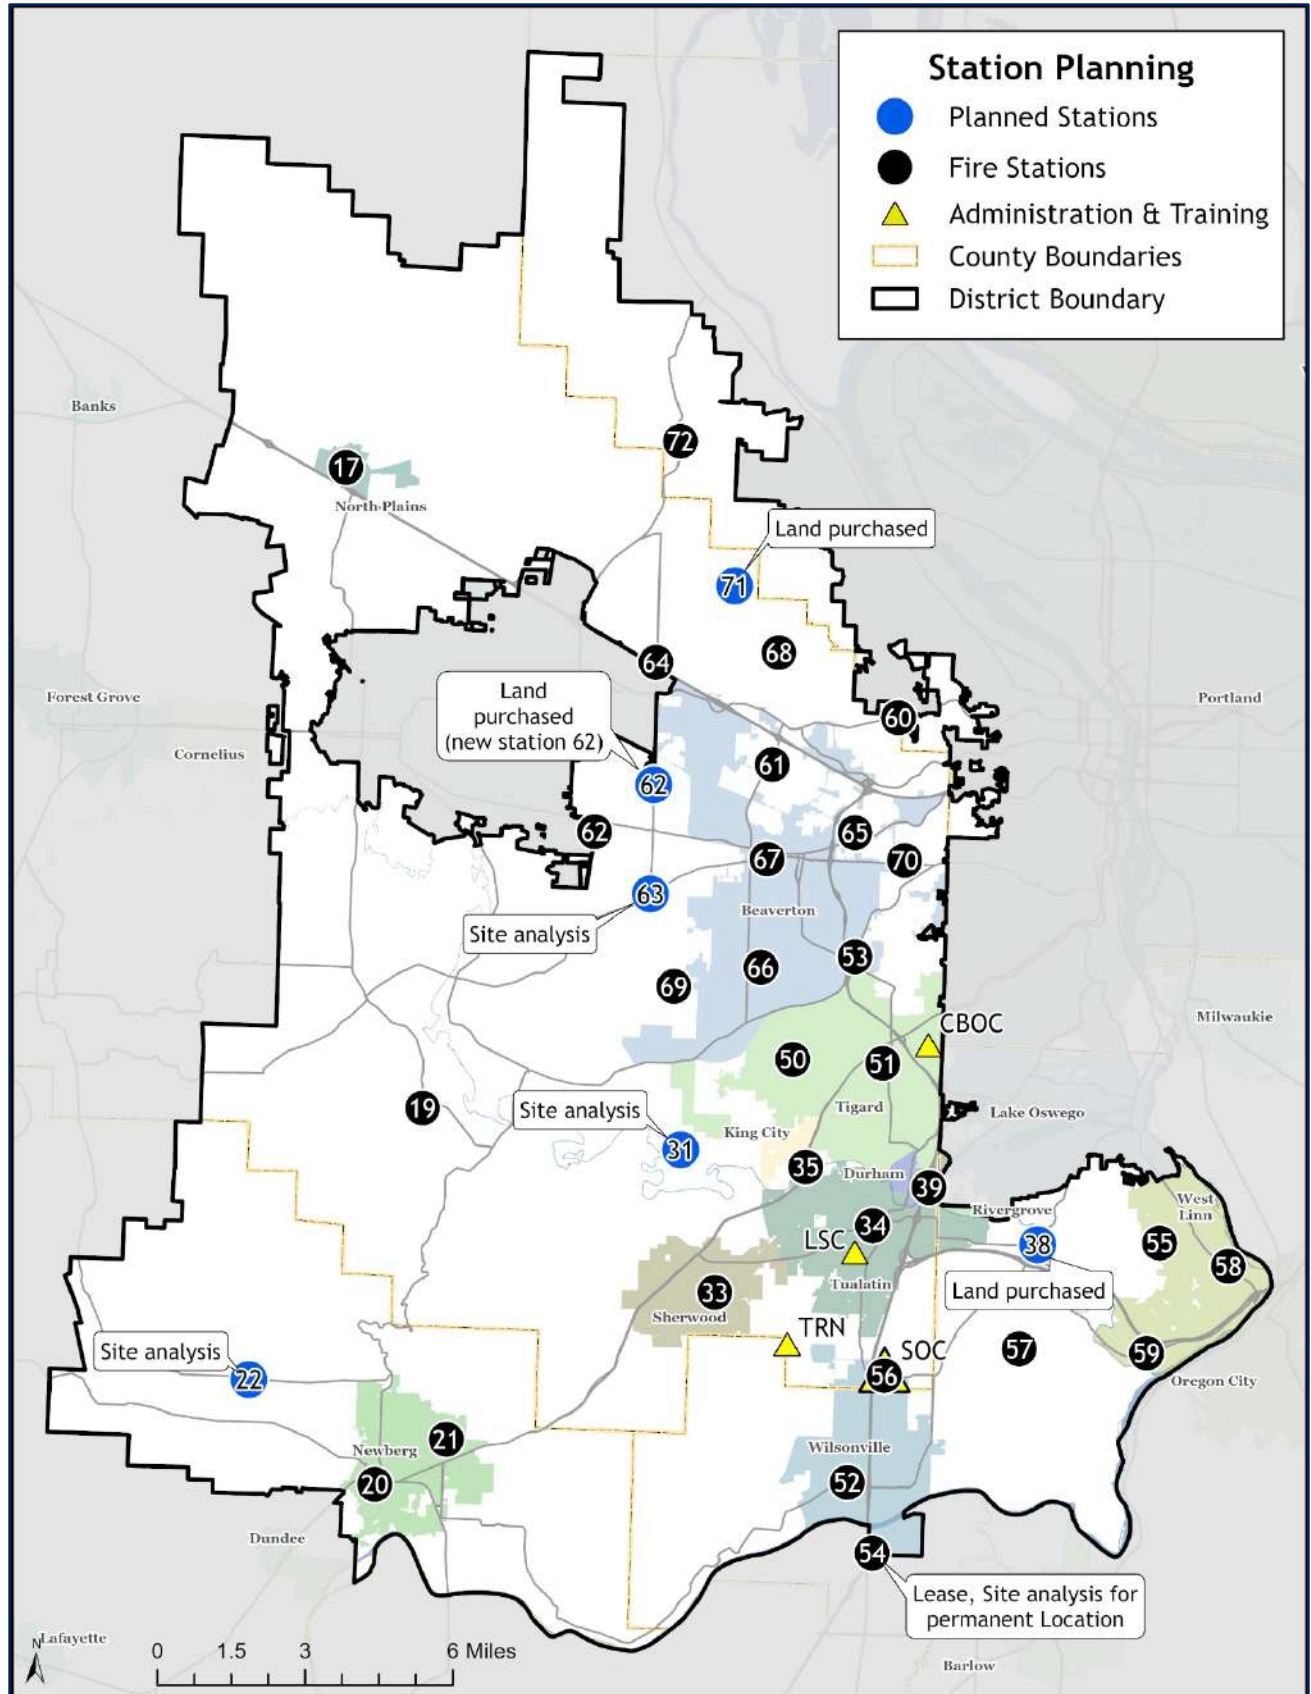 Station Planning
Planned Stations
Fire Stations
Administration & Training
County Boundaries
District Boundary
Banks
72
17
North Plains
Land purchased
71
68
64
Land
purchased
(new station 62)
Forest Grove
Portland
60
Cornelius
61
62
62
65
67
70
63
Beaverton
Site analysis
53
66
69
CBOC
Milwaukie
50
51
19
Site analysis
Tigard
Lake Oswego
King City
31
35
Durham
39
West
Linn
Rivergrove
34
LSC
38
55
58
Tualatin
Land purchased
33
Sherwood
TRN
SOC
57
59
Site analysis
22
56
Oregon City
21
Newberg
Wilsonville
20
52
Dundee
54
Lease, Site analysis for
permanent Location
N
Lafayette
0 1.5 3 6 Miles
Barlow